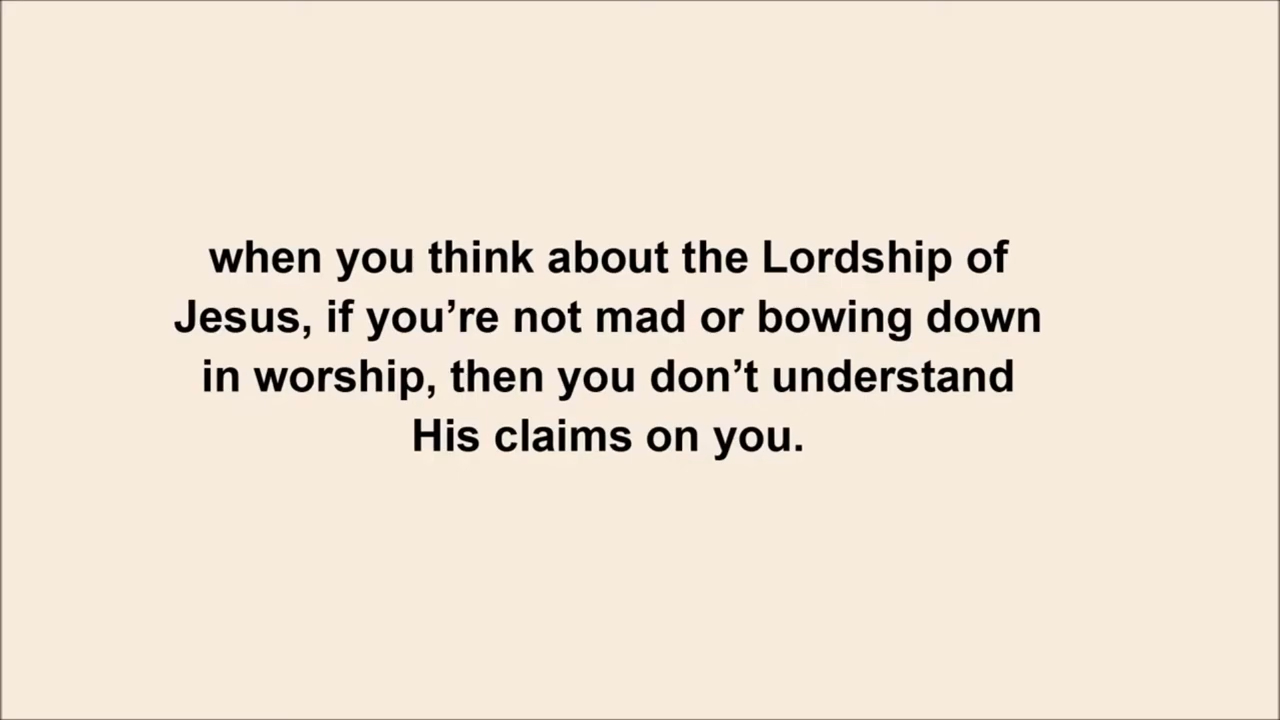 when you think about the Lordship of
Jesus, if you’re not mad or bowing down
in worship, then you don’t understand
His claims on you.